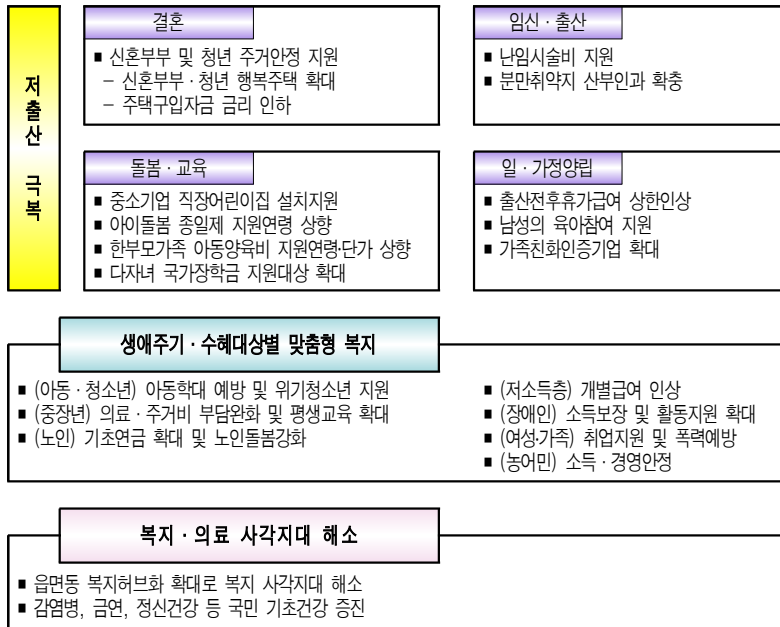 저출산 극복
결혼
■ 신혼부부 및 청년 주거안정 지원
– 신혼부부·청년 행복주택 확대
– 주택구입자금 금리 인하
임신·출산
■ 난임시술비 지원
■ 분만취약지 산부인과 확충
돌봄·교육
■ 중소기업 직장어린이집 설치지원
■ 아이돌봄 종일제 지원연령 상향
■ 한부모가족 아동양육비 지원연령·단가 상향
■ 다자녀 국가장학금 지원대상 확대
일·가정양립
■ 출산전후휴가급여 상한인상
■ 남성의 육아참여 지원
■ 가족친화인증기업 확대
생애주기·수혜대상별 맞춤형 복지
■ (아동·청소년) 아동학대 예방 및 위기청소년 지원
■ (중장년) 의료·주거비 부담완화 및 평생교육 확대
■ (노인) 기초연금 확대 및 노인돌봄강화
■ (저소득층) 개별급여 인상
■ (장애인) 소득보장 및 활동지원 확대
■ (여성·가족) 취업지원 및 폭력예방
■ (농어민) 소득·경영안정
복지·의료 사각지대 해소
■ 읍면동 복지허브화 확대로 복지 사각지대 해소
■ 감염병, 금연, 정신건강 등 국민 기초건강 증진